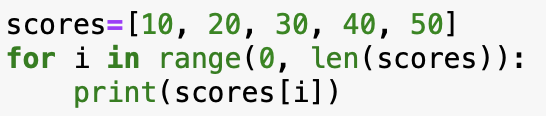 scores=[10, 20, 30, 40, 50]
for i in range(0, len(scores)):
    print(scores[i])